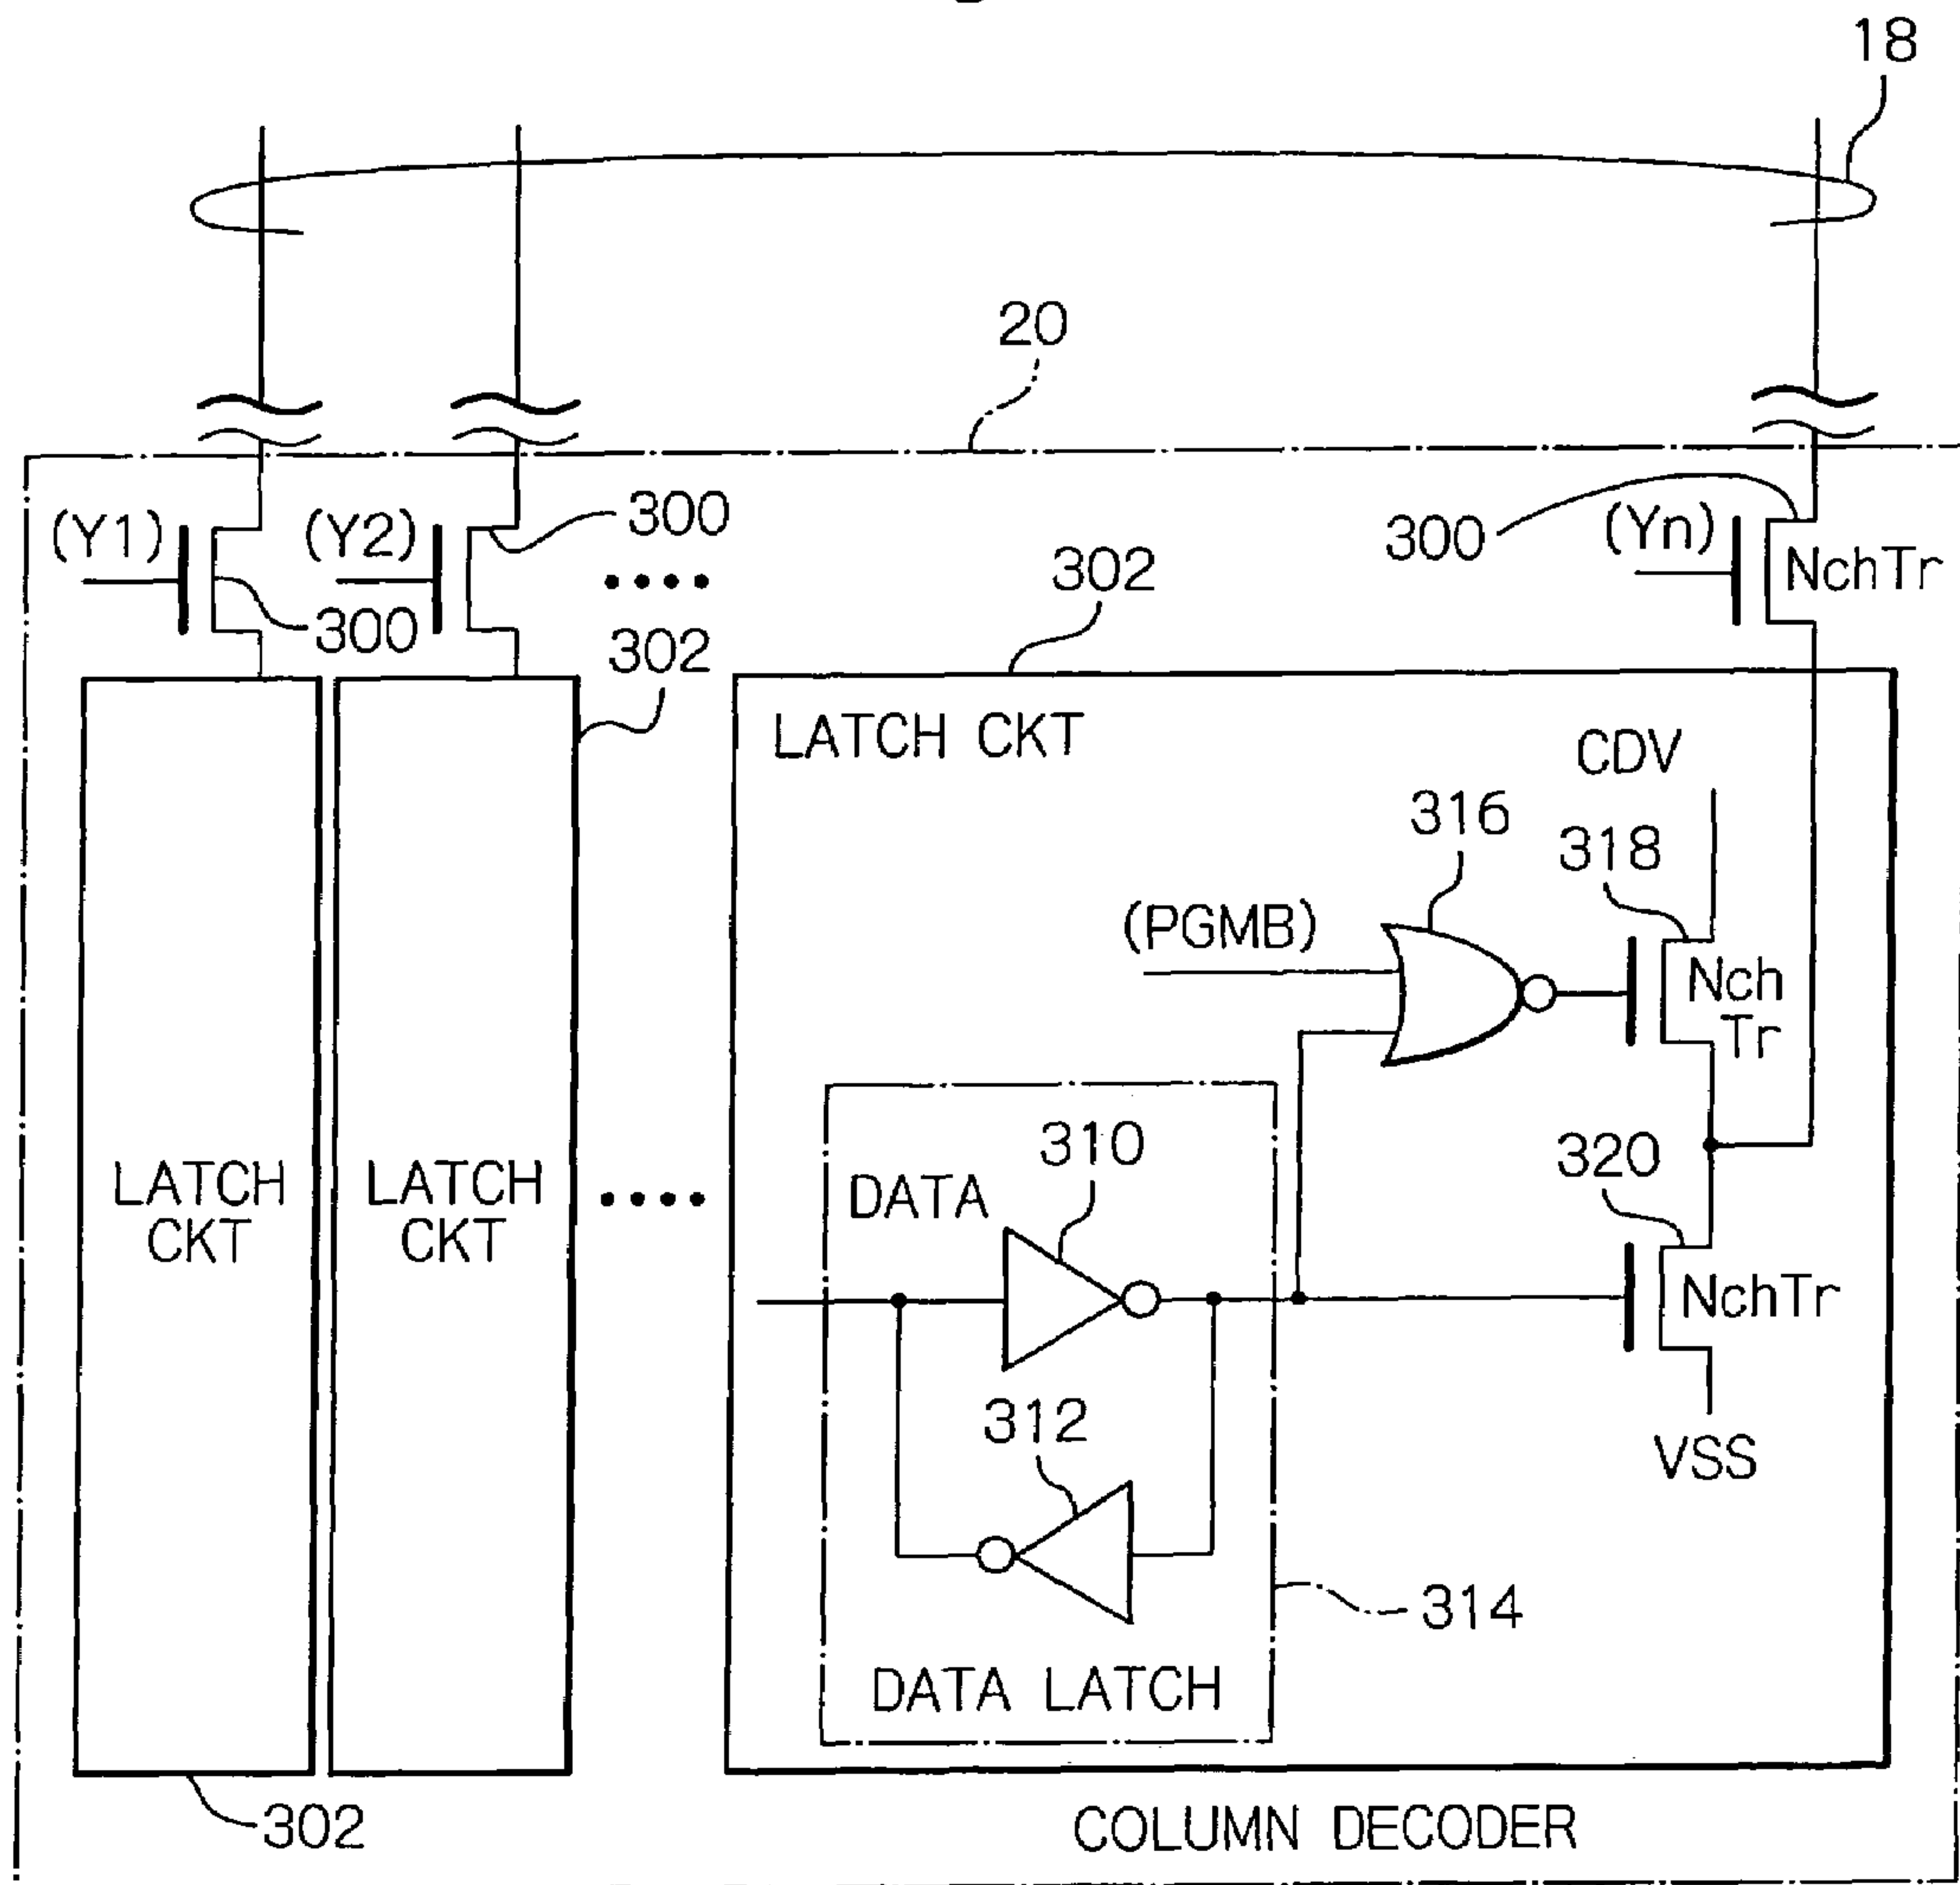 18
20
(Y1)
(Y2)
300
300
(Yn)
NchTr
300
302
302
LATCH CKT
CDV
316
318
(PGMB)
Nch
Tr
310
320
DATA
LATCH
CKT
LATCH
CKT
NchTr
312
VSS
314
DATA LATCH
302
COLUMN DECODER